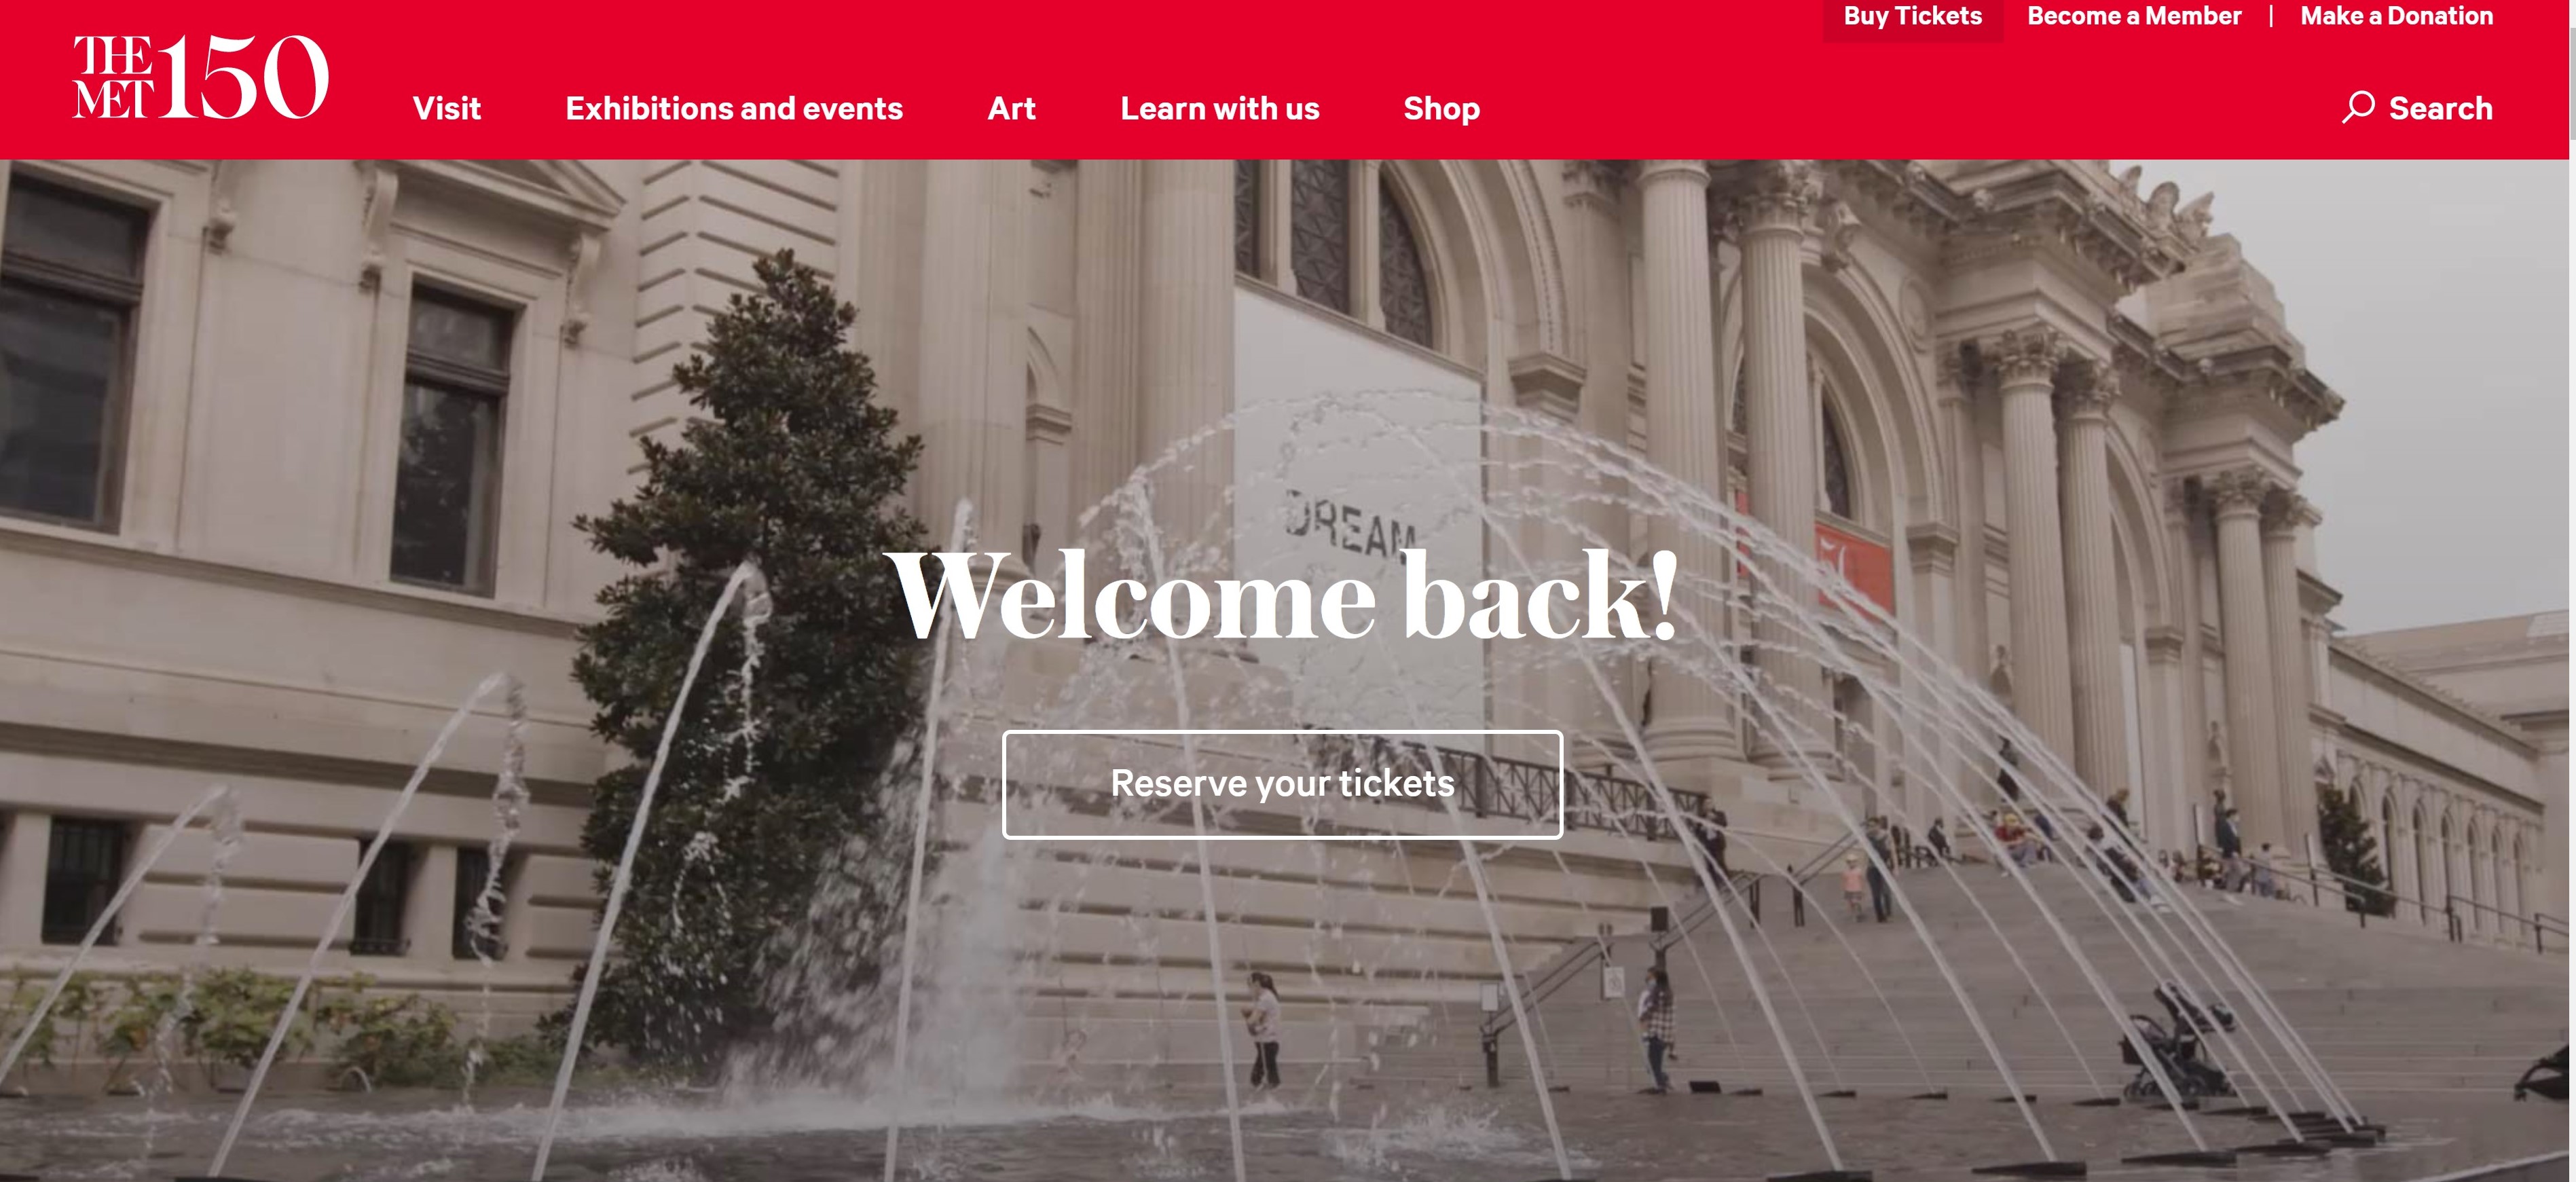 Buy Tickets Become a Member | Make a Donation
THE
MET 150
Visit Exhibitions and events Art Learn with us Shop Search
DREAM
Welcome back!
Reserve your tickets